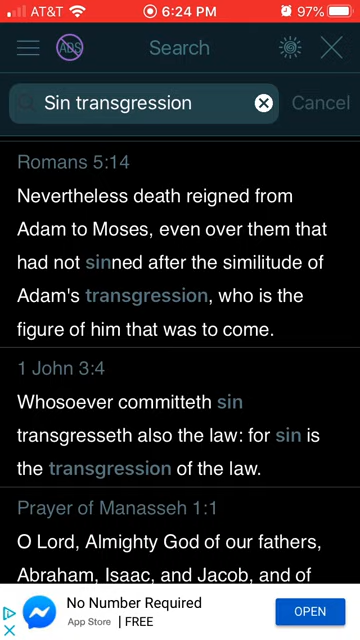 AT&T 6:24 PM 97%
ADS Search
Sin transgression Cancel
Romans 5:14
Nevertheless death reigned from
Adam to Moses, even over them that
had not sinned after the similitude of
Adam's transgression, who is the
figure of him that was to come.
1 John 3:4
Whosoever committeth sin
transgresseth also the law: for sin is
the transgression of the law.
Prayer of Manasseh 1:1
O Lord, Almighty God of our fathers,
Abraham, Isaac, and Jacob, and of
No Number Required
App Store | FREE
OPEN